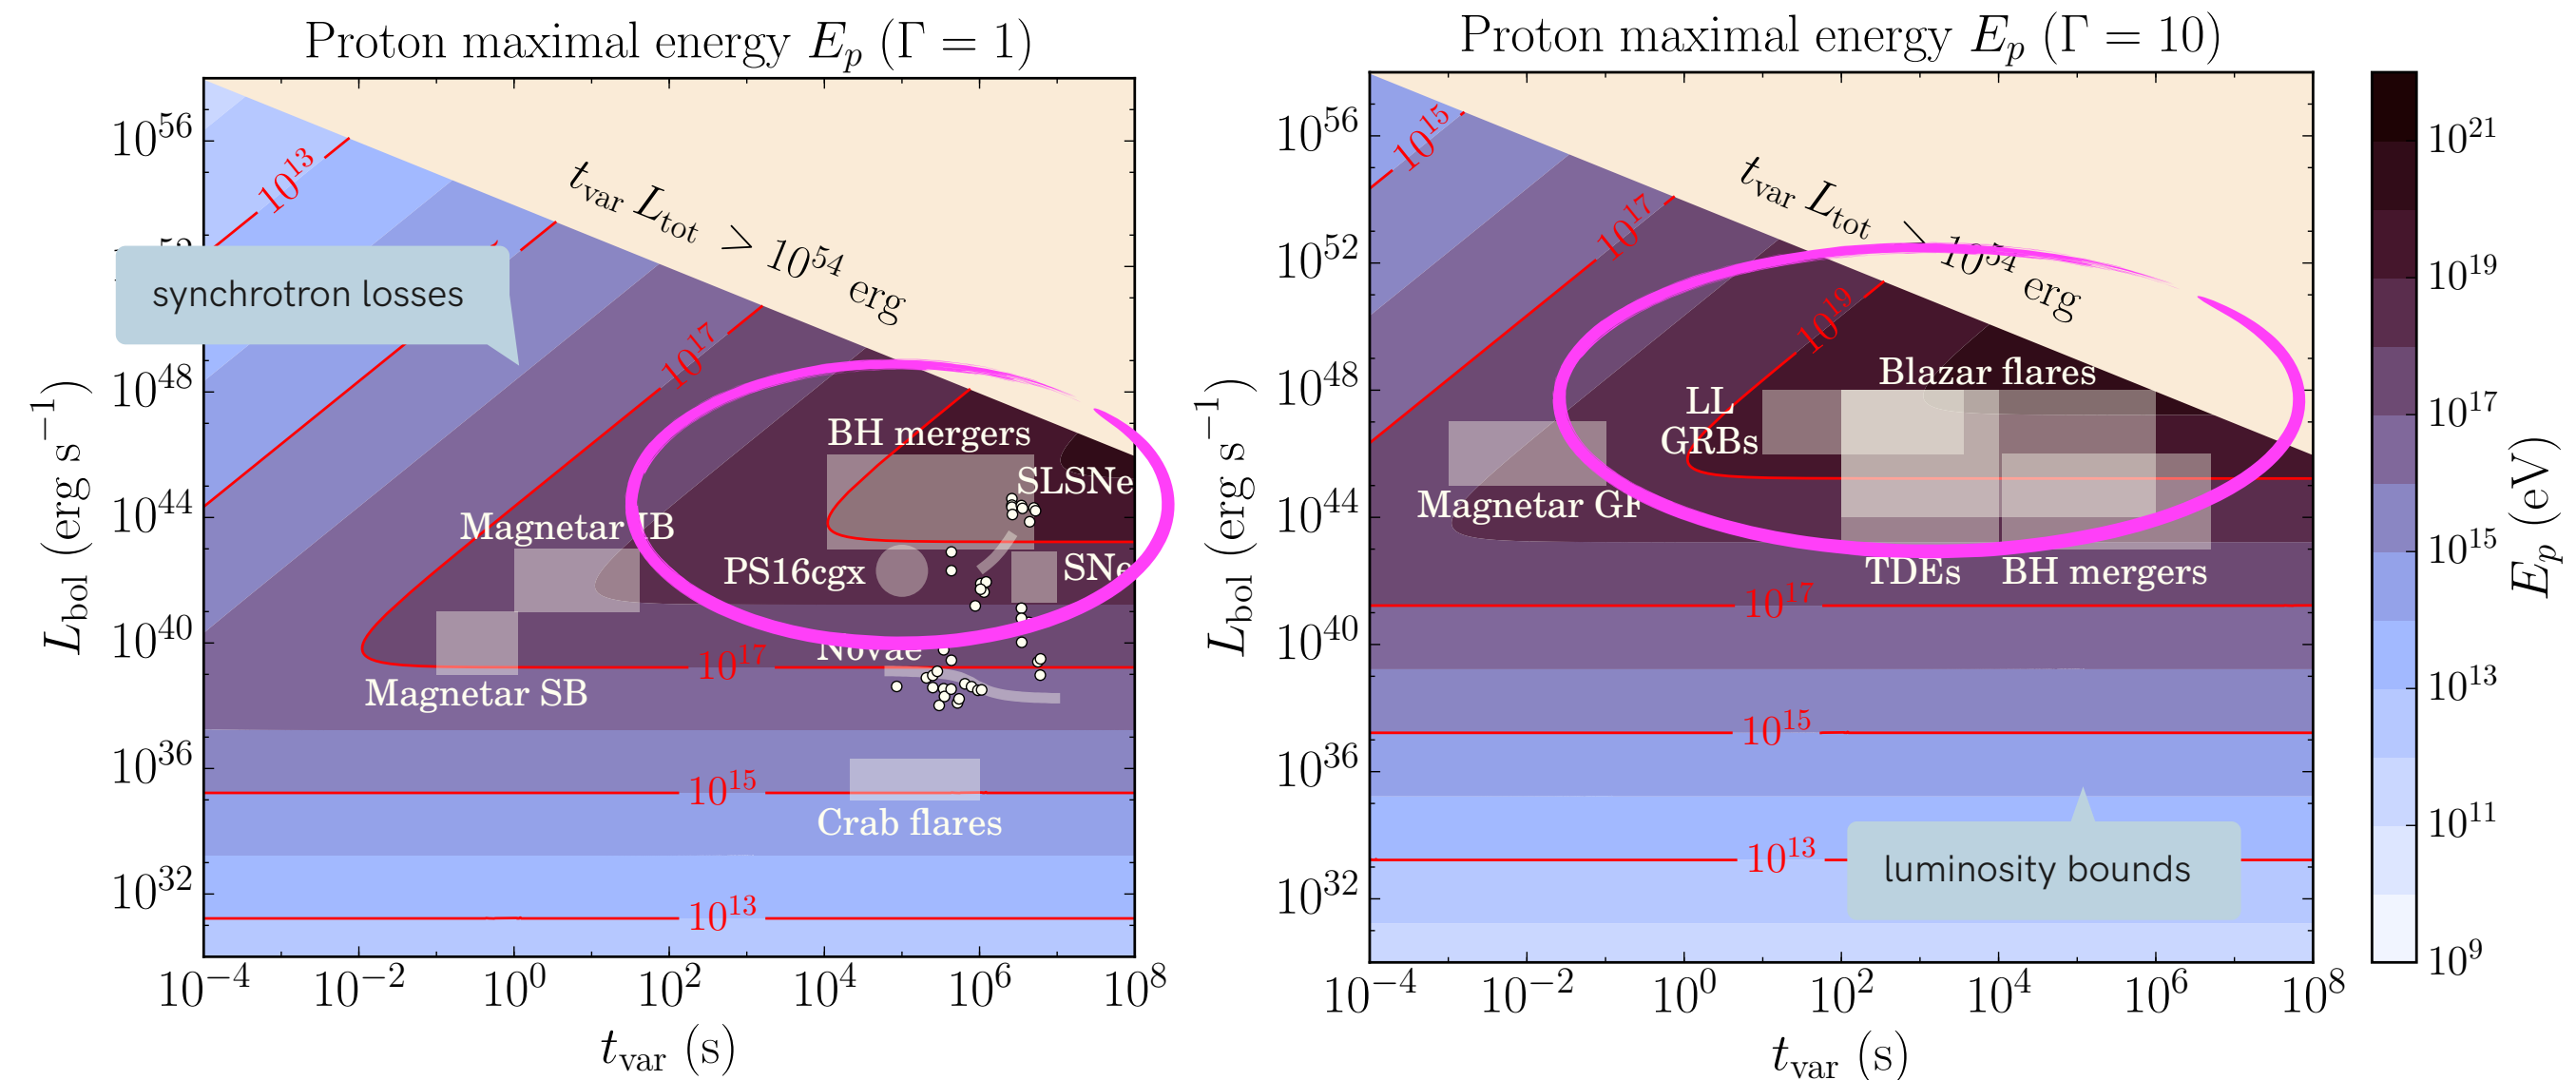 Proton maximal energy E_p (Γ = 1)
10^56
10^48
10^44
10^40
10^36
10^32
L_bol (erg s^−1)
10^−4
10^−2
10^0
10^2
10^4
10^6
10^8
t_var (s)
t_var L_tot > 10^54 erg
10^13
10^17
synchrotron losses
BH mergers
SLSNe
Magnetar IB
PS16cgx
SNe
Novae
10^17
Magnetar SB
10^15
Crab flares
10^13
Proton maximal energy E_p (Γ = 10)
10^56
10^52
10^48
10^44
10^40
10^36
10^32
L_bol (erg s^−1)
10^−4
10^−2
10^0
10^2
10^4
10^6
10^8
t_var (s)
t_var L_tot > 10^54 erg
10^15
10^17
10^19
Blazar flares
LL
GRBs
Magnetar GF
TDEs
BH mergers
10^17
10^15
10^13
luminosity bounds
10^21
10^19
10^17
10^15
10^13
10^11
10^9
E_p (eV)